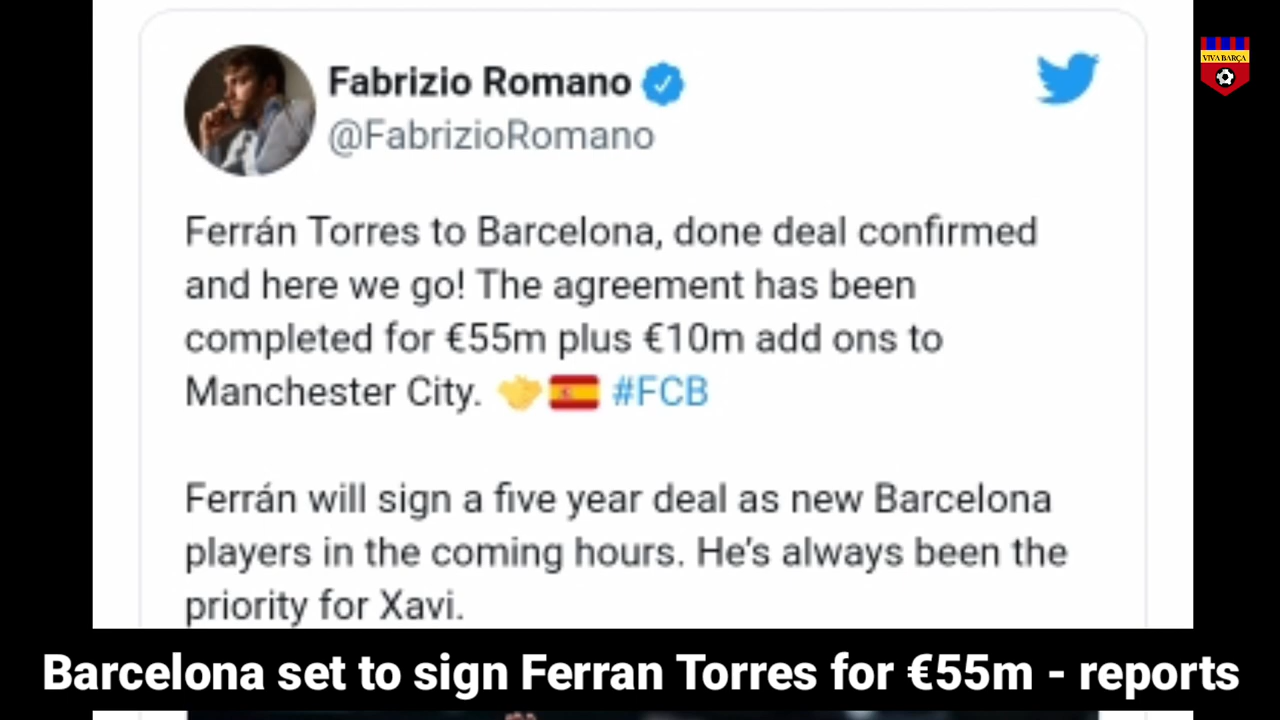 Fabrizio Romano
@FabrizioRomano
VIVA BARÇA
Ferrán Torres to Barcelona, done deal confirmed
and here we go! The agreement has been
completed for €55m plus €10m add ons to
Manchester City. 🤝🇪🇸 #FCB
Ferrán will sign a five year deal as new Barcelona
players in the coming hours. He's always been the
priority for Xavi.
Barcelona set to sign Ferran Torres for €55m - reports